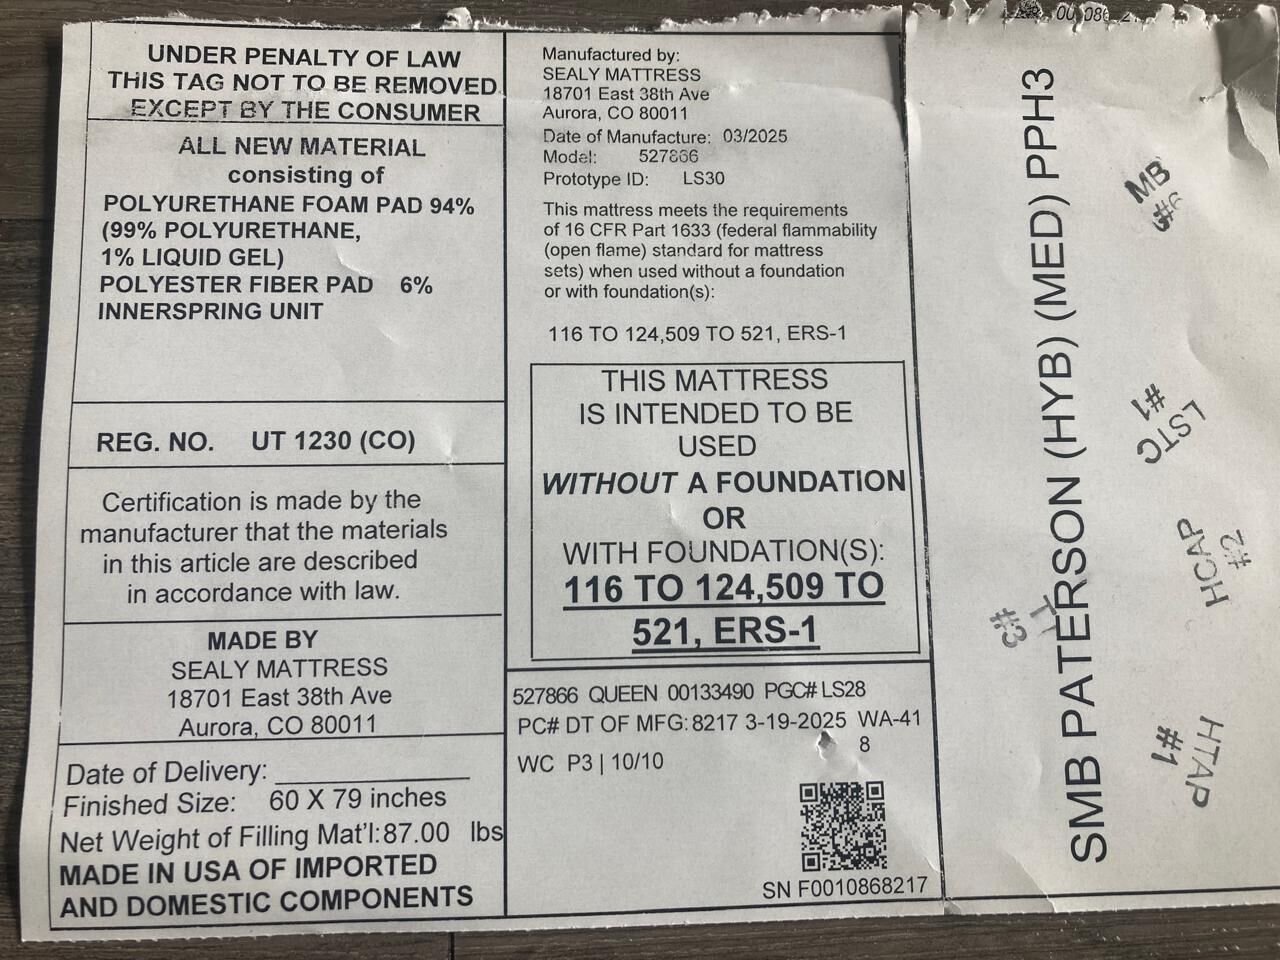 UNDER PENALTY OF LAW
THIS TAG NOT TO BE REMOVED
EXCEPT BY THE CONSUMER
ALL NEW MATERIAL
consisting of
POLYURETHANE FOAM PAD 94%
(99% POLYURETHANE,
1% LIQUID GEL)
POLYESTER FIBER PAD 6%
INNERSPRING UNIT
REG. NO. UT 1230 (CO)
Certification is made by the
manufacturer that the materials
in this article are described
in accordance with law.
MADE BY
SEALY MATTRESS
18701 East 38th Ave
Aurora, CO 80011
Date of Delivery:
Finished Size: 60 X 79 inches
Net Weight of Filling Mat'l:87.00 lbs
MADE IN USA OF IMPORTED
AND DOMESTIC COMPONENTS
Manufactured by:
SEALY MATTRESS
18701 East 38th Ave
Aurora, CO 80011
Date of Manufacture: 03/2025
Model: 527866
Prototype ID: LS30
This mattress meets the requirements
of 16 CFR Part 1633 (federal flammability
(open flame) standard for mattress
sets) when used without a foundation
or with foundation(s):
116 TO 124,509 TO 521, ERS-1
THIS MATTRESS
IS INTENDED TO BE
USED
WITHOUT A FOUNDATION
OR
WITH FOUNDATION(S):
116 TO 124,509 TO
521, ERS-1
527866 QUEEN 00133490 PGC# LS28
PC# DT OF MFG: 8217 3-19-2025 WA-41
8
WC P3 | 10/10
SN F0010868217
SMB PATERSON (HYB) (MED) PPH3
MB
LSTC
#1
HCAP
#2
#3
HTAP
#1